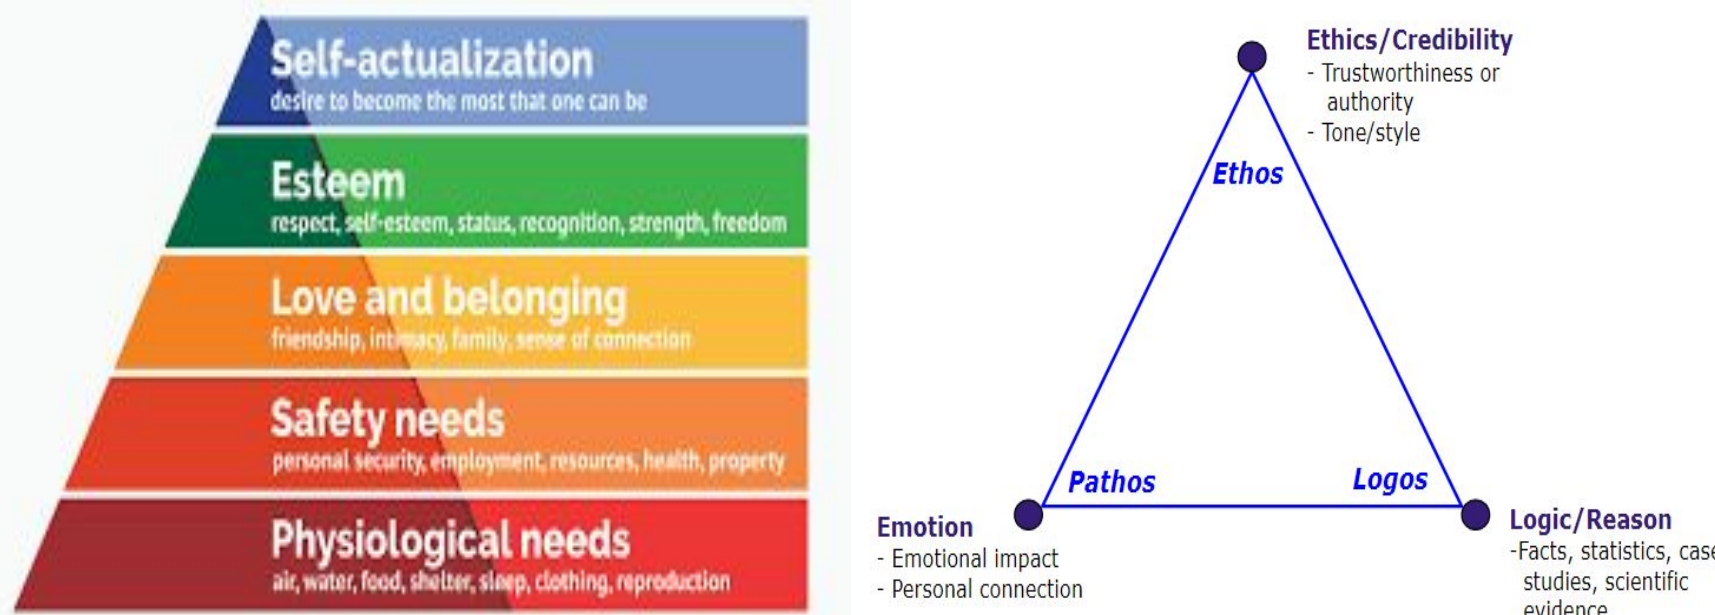 Self-actualization
desire to become the most that one can be
Esteem
respect, self-esteem, status, recognition, strength, freedom
Love and belonging
friendship, intimacy, family, sense of connection
Safety needs
personal security, employment, resources, health, property
Physiological needs
air, water, food, shelter, sleep, clothing, reproduction
Ethics/Credibility
- Trustworthiness or
authority
- Tone/style
Ethos
Pathos
Logos
Emotion
- Emotional impact
- Personal connection
Logic/Reason
-Facts, statistics, case
studies, scientific
evidence